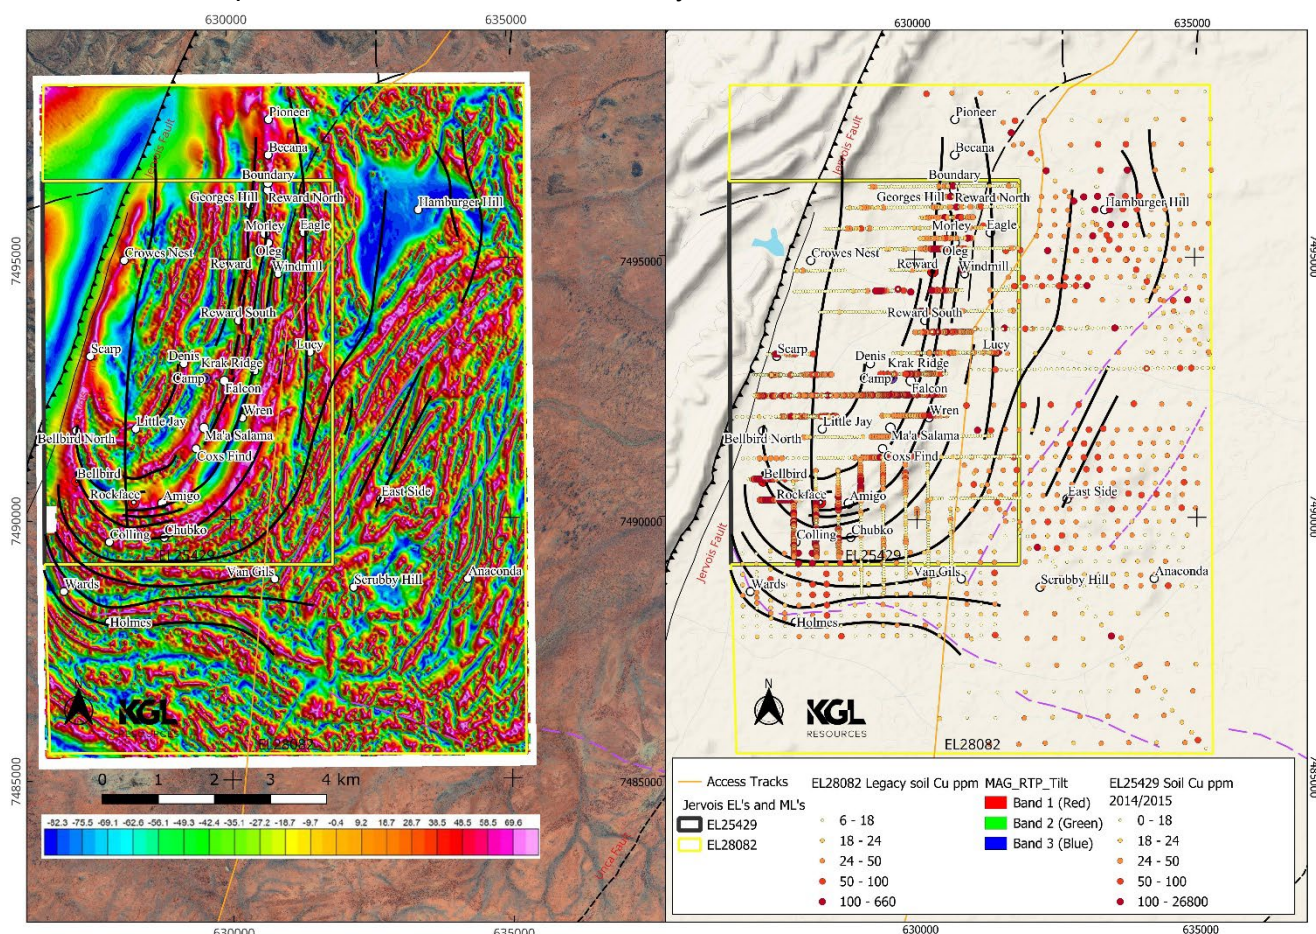 630000
635000
630000
635000
7495000
7490000
7485000
Jervois Fault
Pioneer
Becana
Boundary
Georges Hill
Reward North
Hamburger Hill
Morley
Eagle
Oleg
Crowes Nest
Reward
Windmill
Reward South
Scarp
Denis
Krak Ridge
Lucy
Camp
Falcon
Wren
Little Jay
Ma'a Salama
Bellbird North
Coxs Find
Bellbird
Rockface
Amigo
East Side
Colling
Chubko
EL25429
Van Gils
Scrubby Hill
Anaconda
Wards
Holmes
N
KGL
EL28082
0 1 2 3 4 km
-75.5 -69.1 -62.0 -56.1 -49.3 -42.4 -35.1 -27.1 -18.7 -9.7 -0.4 9.2 18.7 28.7 38.7 48.5 58.5 69.6
Jervois Fault
Pioneer
Becana
Boundary
Georges Hill
Reward North
Hamburger Hill
Morley
Eagle
Oleg
Crowes Nest
Reward
Windmill
7495000
Reward South
Scarp
Denis
Krak Ridge
Lucy
Camp
Falcon
Wren
Little Jay
Ma'a Salama
Bellbird North
Coxs Find
Bellbird
Rockface
Amigo
East Side
Colling
Chubko
7490000
Jervois Fault
EL25429
Van Gils
Scrubby Hill
Anaconda
Wards
Holmes
N
KGL
RESOURCES
EL28082
7485000
Access Tracks
Jervois EL's and ML's
EL25429
EL28082
EL28082 Legacy soil Cu ppm
6 - 18
18 - 24
24 - 50
50 - 100
100 - 660
MAG_RTP_Tilt
Band 1 (Red)
Band 2 (Green)
Band 3 (Blue)
EL25429 Soil Cu ppm
2014/2015
0 - 18
18 - 24
24 - 50
50 - 100
100 - 26800
630000
635000
630000
635000